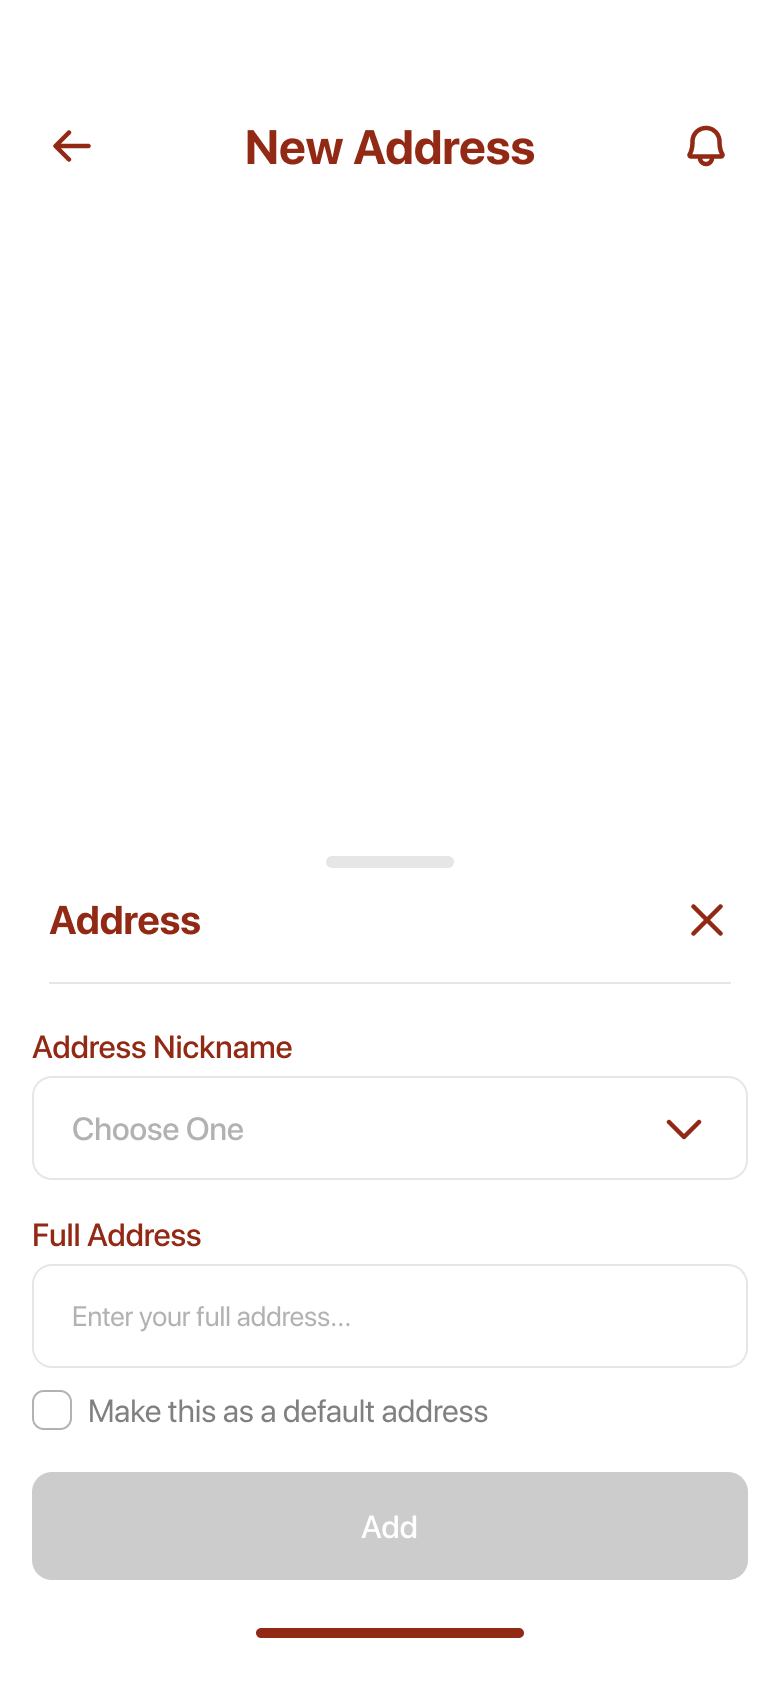 New Address
Address
Address Nickname
Choose One
Full Address
Enter your full address...
Make this as a default address
Add